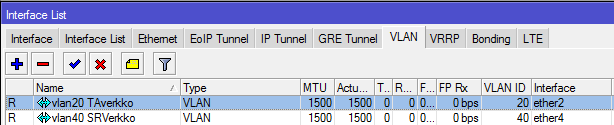 Interface List
Interface Interface List Ethernet EoIP Tunnel IP Tunnel GRE Tunnel VLAN VRRP Bonding LTE
Name Type MTU Actu... T... R... F... FP Rx VLAN ID Interface
R vlan20 TAverkko VLAN 1500 1500 0 0 0... 0 bps 20 ether2
R vlan40 SRVerkko VLAN 1500 1500 0 0 0... 0 bps 40 ether4